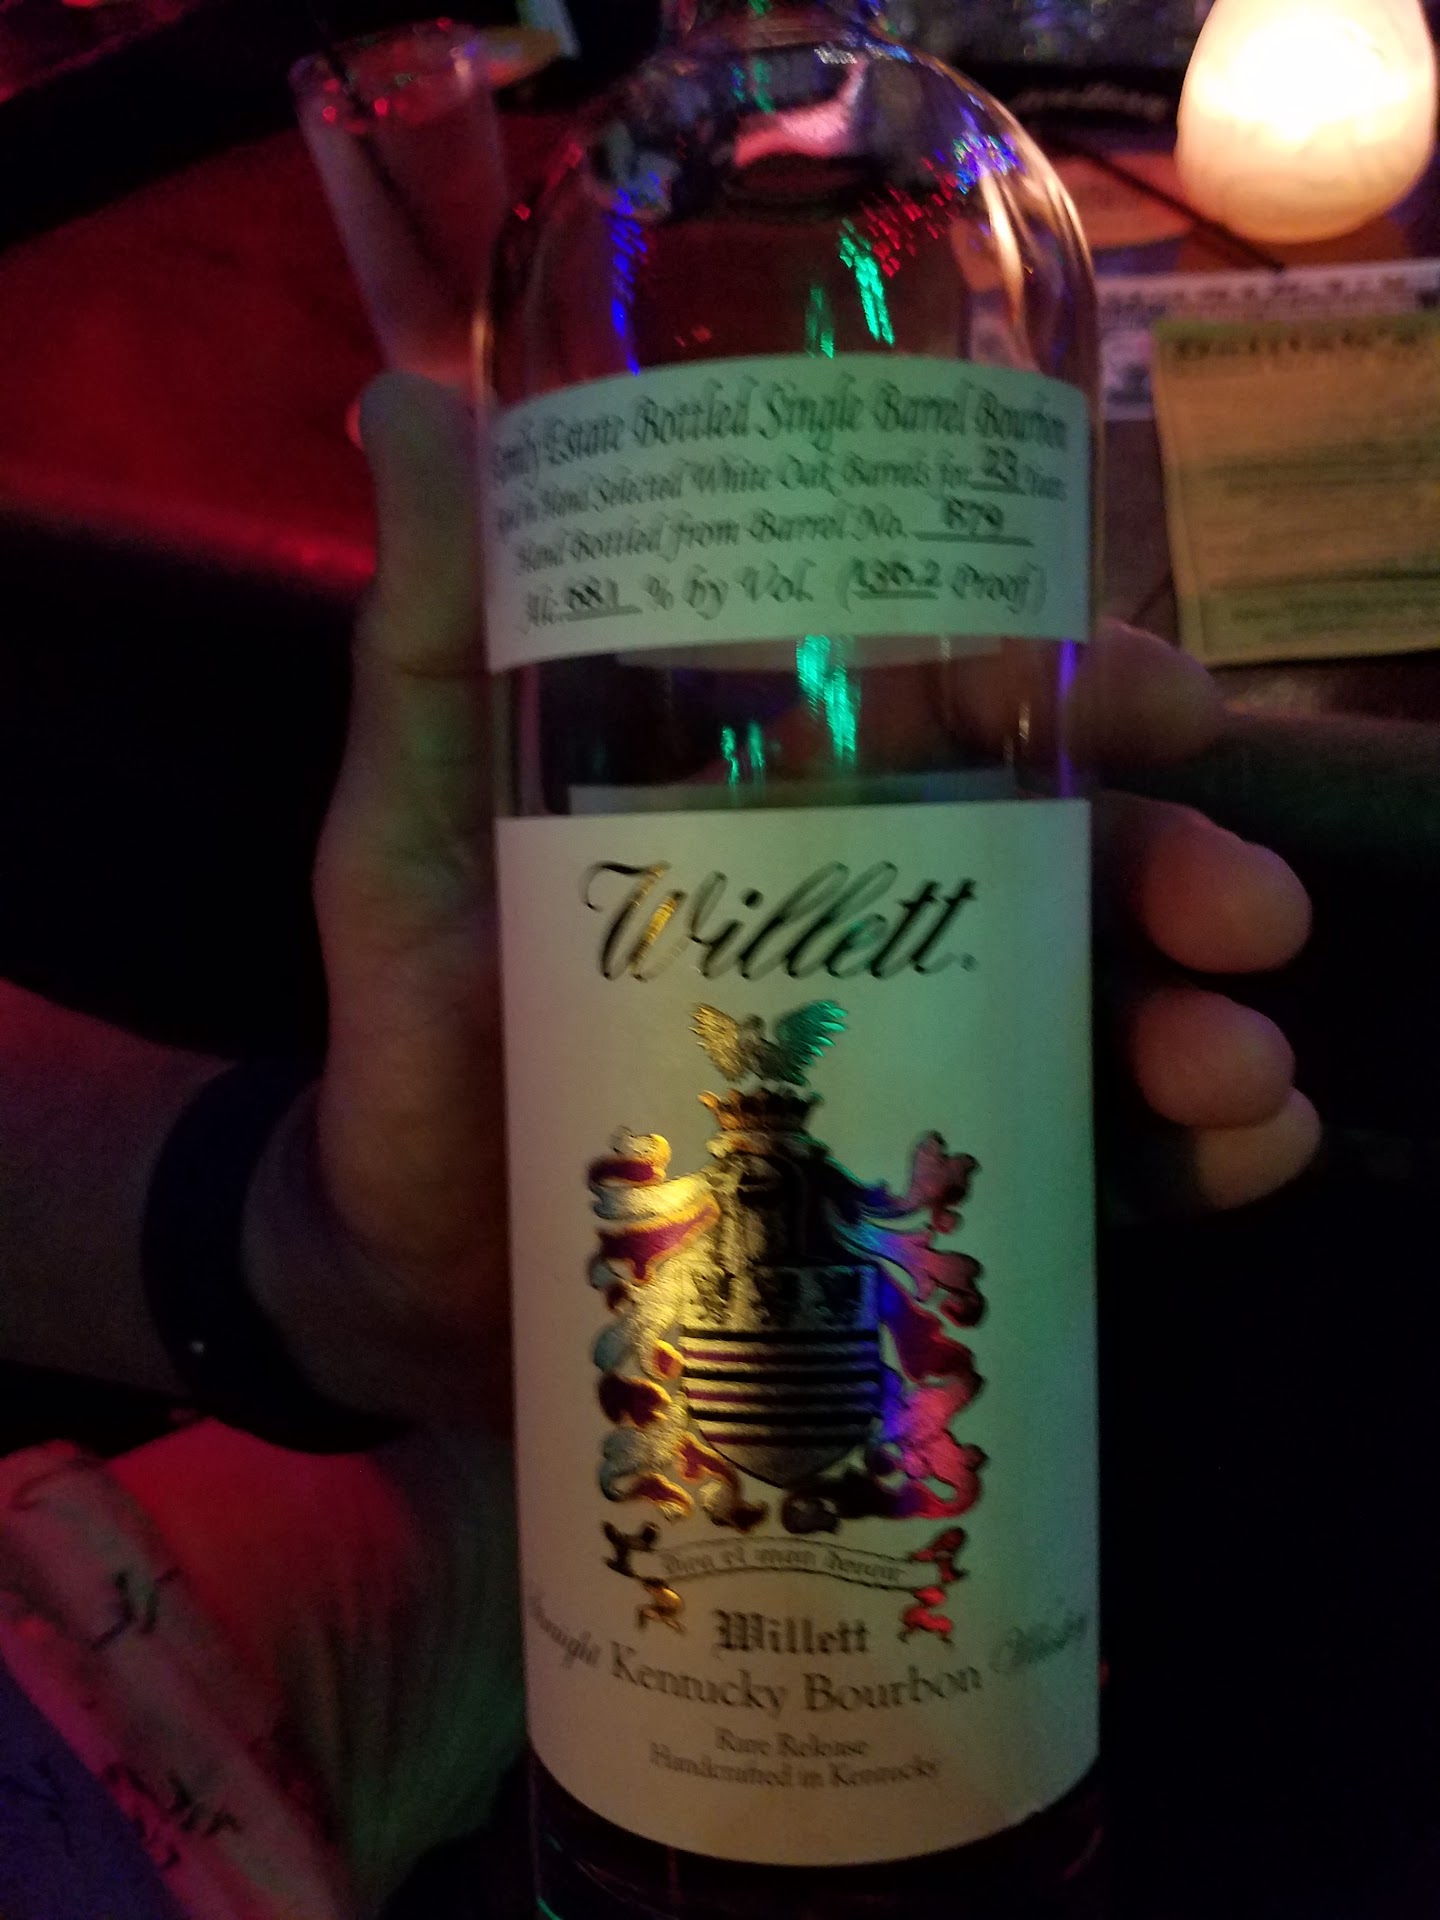 Family Estate Bottled Single Barrel Bourbon
Aged in Hand Selected White Oak Barrels for 23 Years
Hand Bottled from Barrel No.
Alc. 68.1 % by Vol. (136.2 Proof)
Willett.
Willett
Straight Kentucky Bourbon Whiskey
Rare Release
Handcrafted in Kentucky